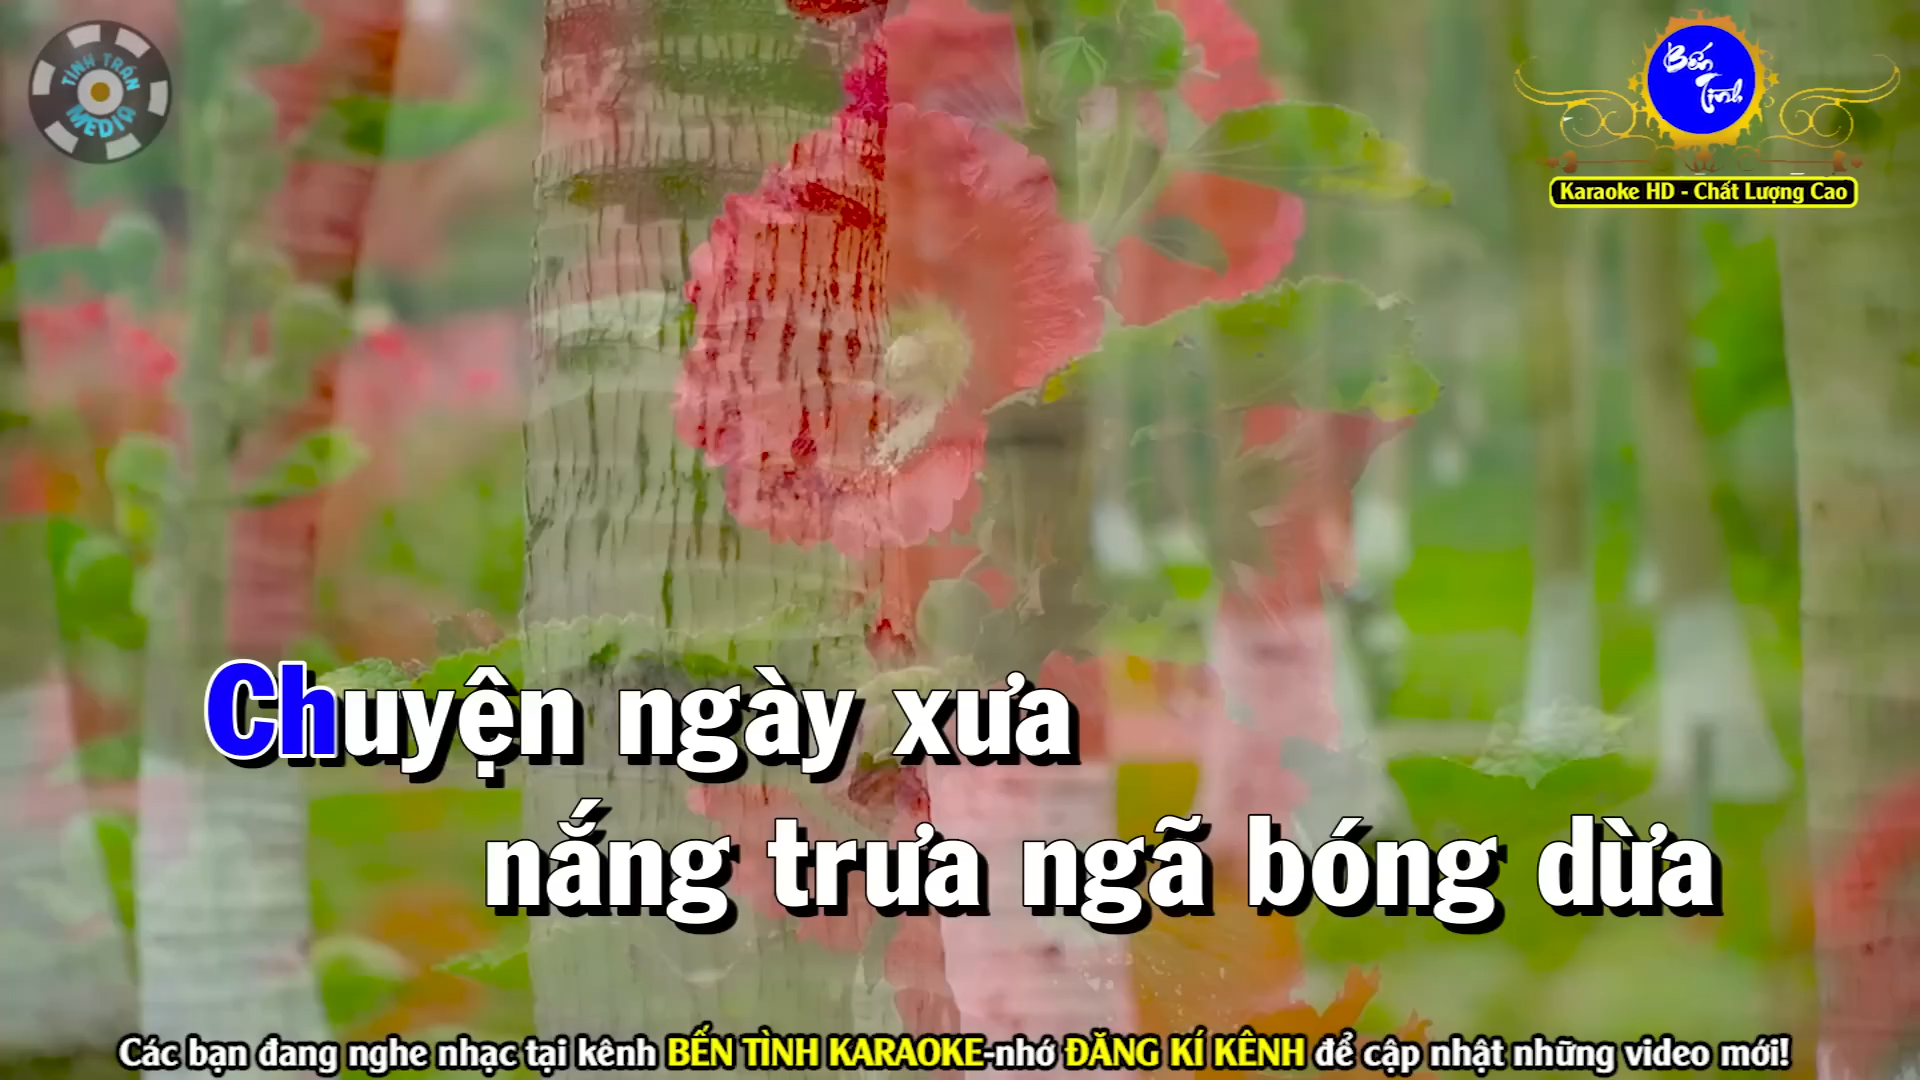 TÌNH TRẦN
MEDIA
Bến
Tình
Karaoke HD - Chất Lượng Cao
Chuyện ngày xưa
nắng trưa ngã bóng dừa
Các bạn đang nghe nhạc tại kênh BẾN TÌNH KARAOKE-nhớ ĐĂNG KÍ KÊNH để cập nhật những video mới!